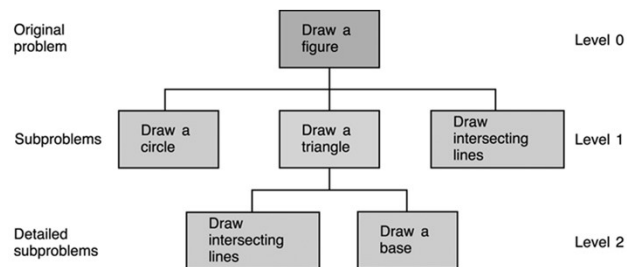 Original
problem
Draw a
figure
Level 0
Subproblems
Draw a
circle
Draw a
triangle
Draw
intersecting
lines
Level 1
Detailed
subproblems
Draw
intersecting
lines
Draw a
base
Level 2